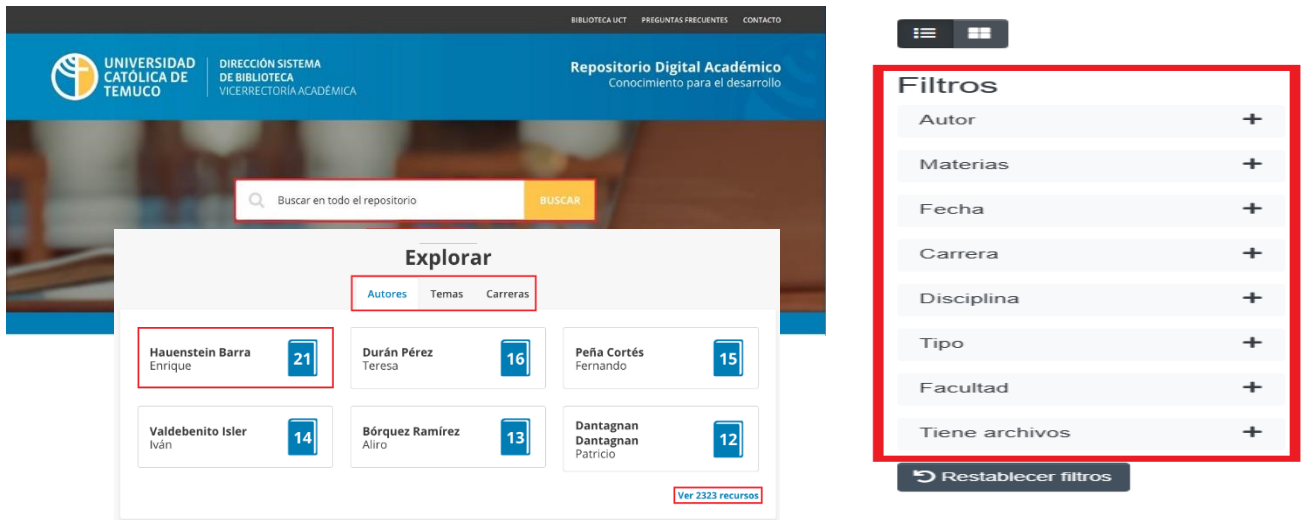 BIBLIOTECA UCT PREGUNTAS FRECUENTES CONTACTO
UNIVERSIDAD
CATÓLICA DE
TEMUCO
DIRECCIÓN SISTEMA
DE BIBLIOTECA
VICERRECTORÍA ACADÉMICA
Repositorio Digital Académico
Conocimiento para el desarrollo
Buscar en todo el repositorio BUSCAR
Explorar
Autores Temas Carreras
Hauenstein Barra
Enrique
21
Durán Pérez
Teresa
16
Peña Cortés
Fernando
15
Valdebenito Isler
Iván
14
Bórquez Ramírez
Aliro
13
Dantagnan
Dantagnan
Patricio
12
Ver 2323 recursos
Filtros
Autor +
Materias +
Fecha +
Carrera +
Disciplina +
Tipo +
Facultad +
Tiene archivos +
Restablecer filtros